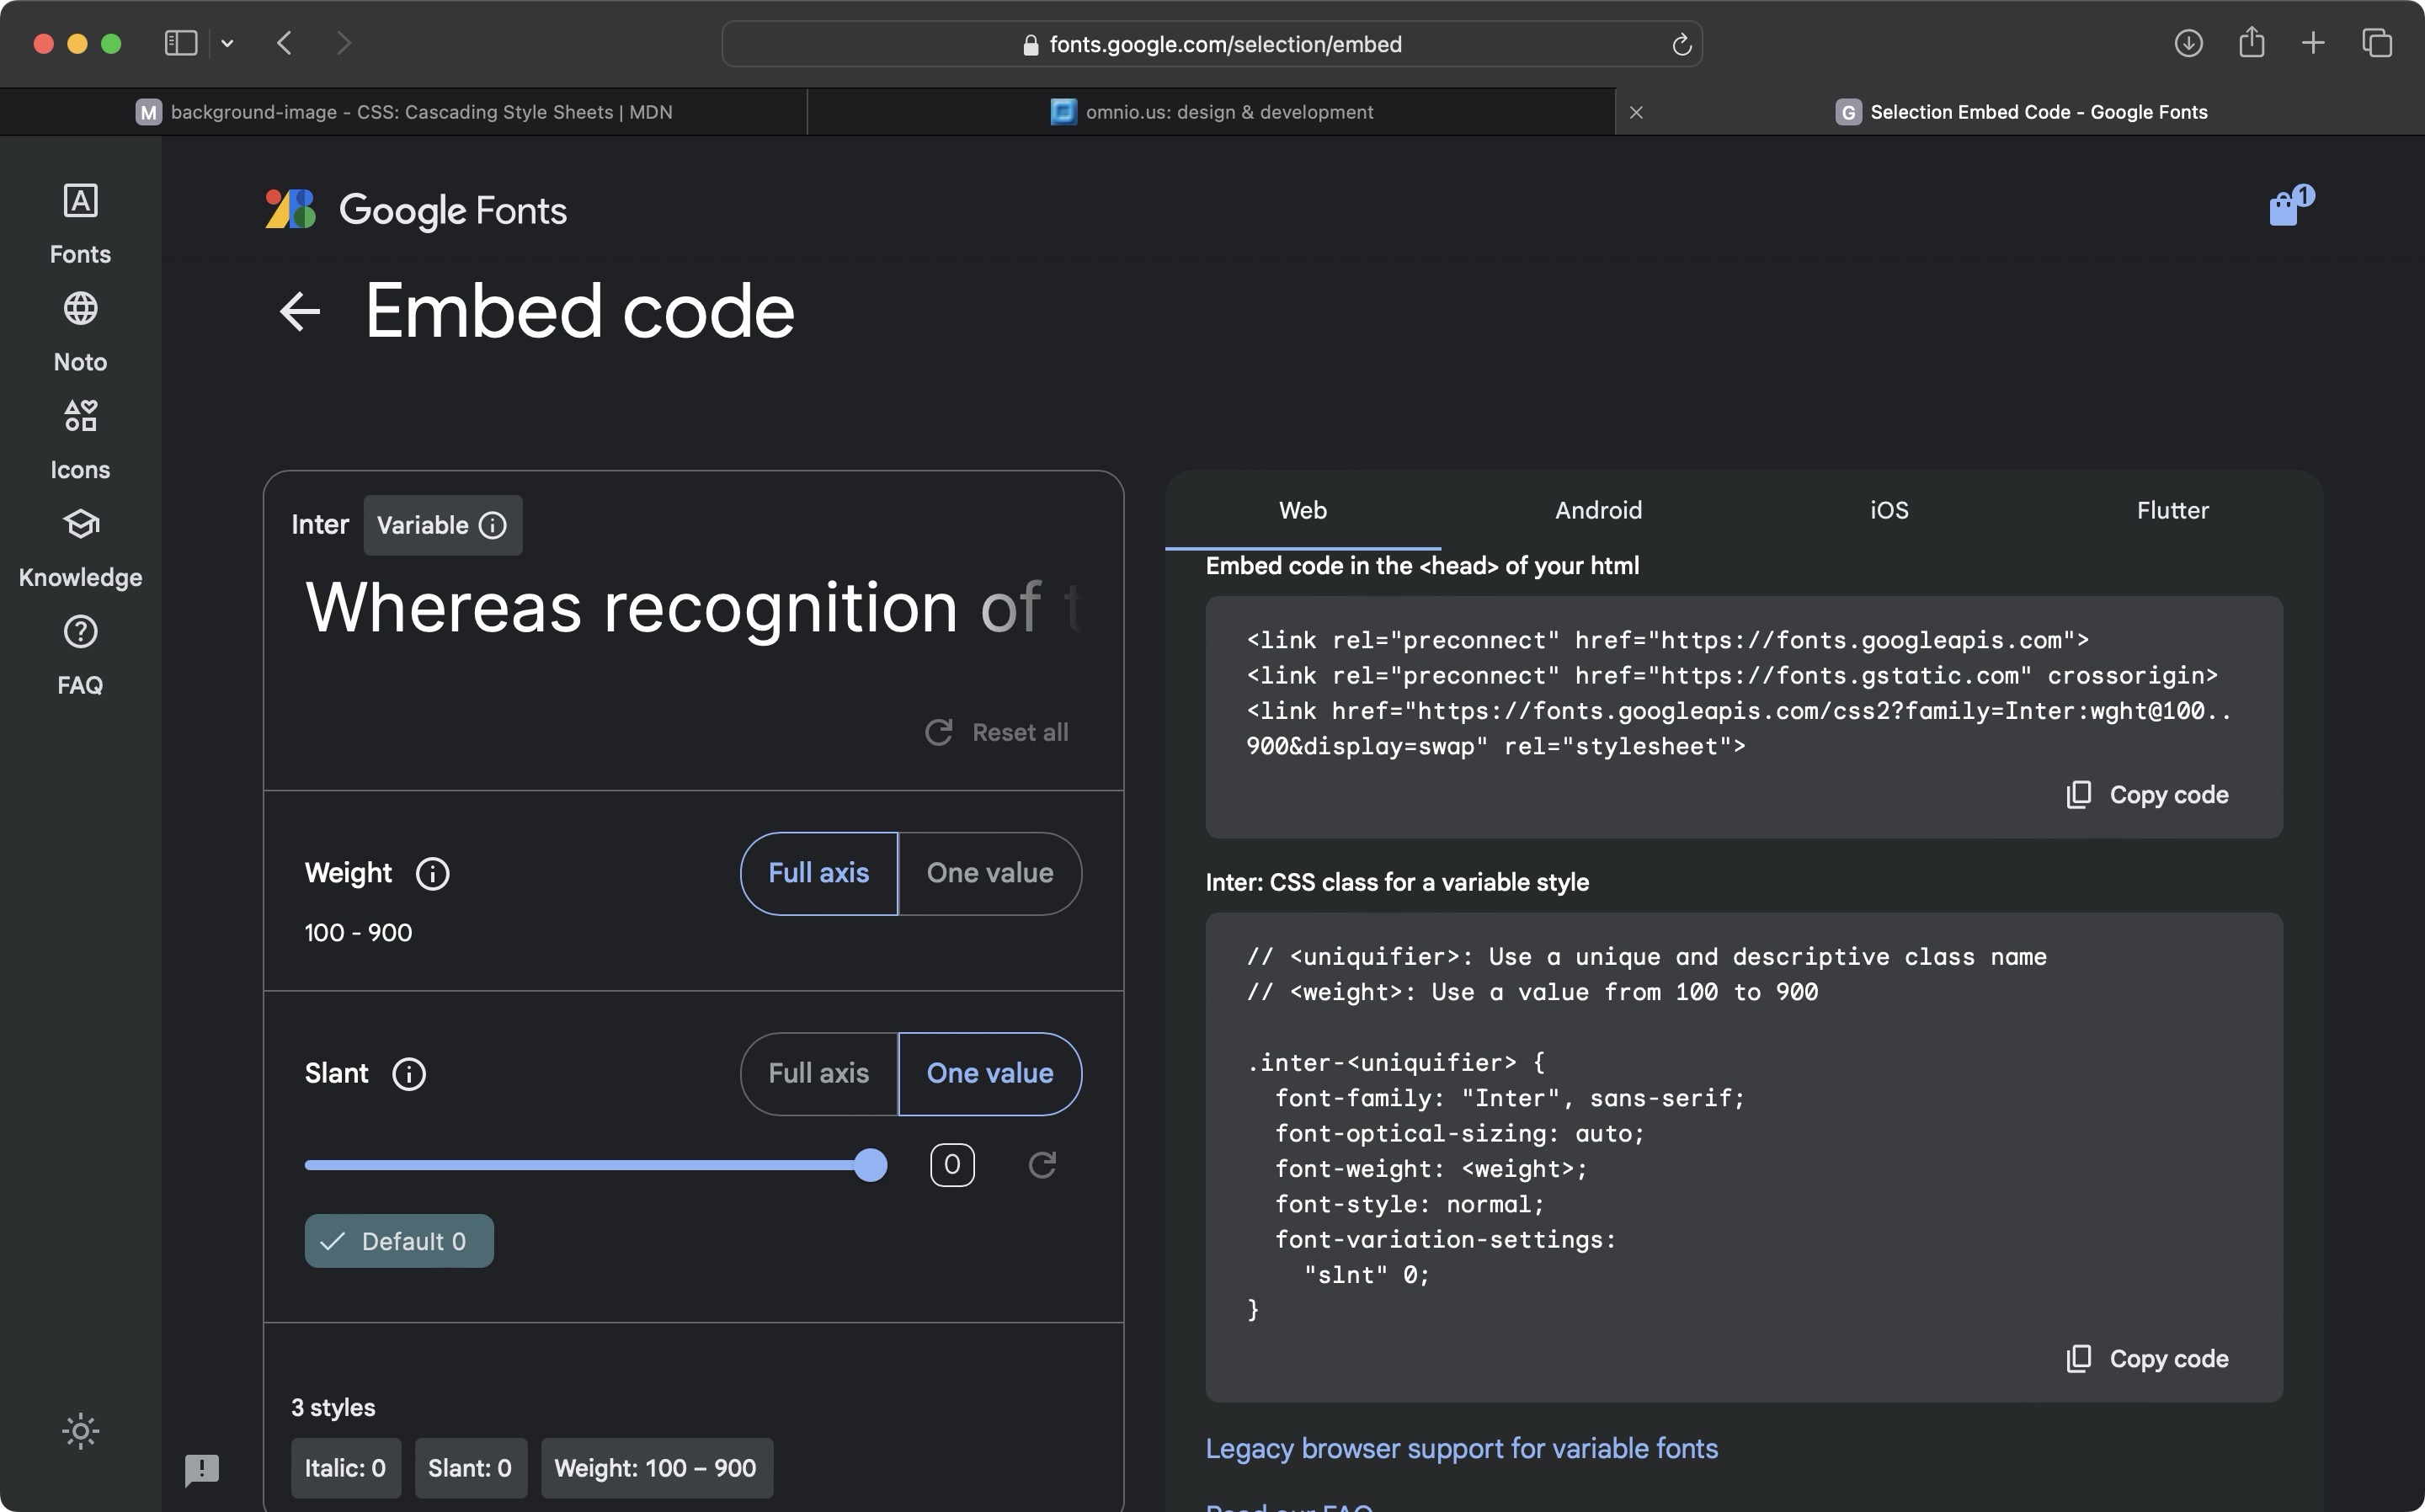 fonts.google.com/selection/embed
M background-image - CSS: Cascading Style Sheets | MDN
omnio.us: design & development
G Selection Embed Code - Google Fonts
Fonts
Noto
Icons
Knowledge
FAQ
Google Fonts
1
Embed code
Inter Variable
Whereas recognition of t
Reset all
Weight
Full axis
One value
100 - 900
Slant
Full axis
One value
0
Default 0
3 styles
Italic: 0
Slant: 0
Weight: 100 – 900
Web
Android
iOS
Flutter
Embed code in the <head> of your html
<link rel="preconnect" href="https://fonts.googleapis.com">
<link rel="preconnect" href="https://fonts.gstatic.com" crossorigin>
<link href="https://fonts.googleapis.com/css2?family=Inter:wght@100..
900&display=swap" rel="stylesheet">
Copy code
Inter: CSS class for a variable style
// <uniquifier>: Use a unique and descriptive class name
// <weight>: Use a value from 100 to 900
.inter-<uniquifier> {
font-family: "Inter", sans-serif;
font-optical-sizing: auto;
font-weight: <weight>;
font-style: normal;
font-variation-settings:
"slnt" 0;
}
Copy code
Legacy browser support for variable fonts
Read our FAQ